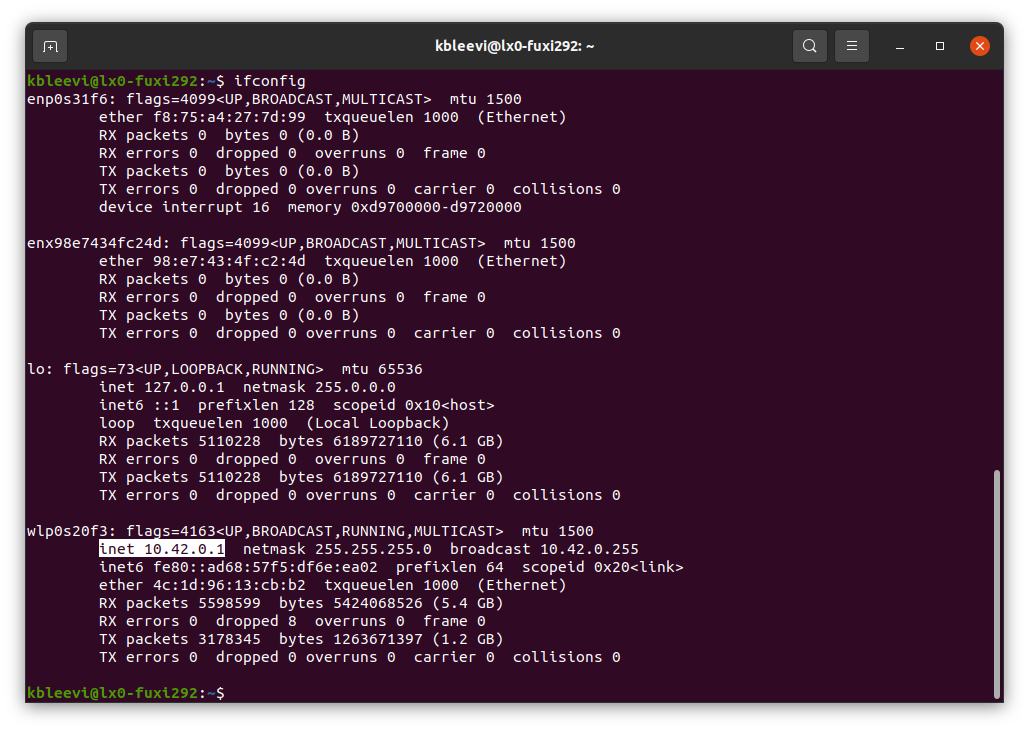 kbleevi@lx0-fuxi292: ~
kbleevi@lx0-fuxi292:~$ ifconfig
enp0s31f6: flags=4099<UP,BROADCAST,MULTICAST>  mtu 1500
        ether f8:75:a4:27:7d:99  txqueuelen 1000  (Ethernet)
        RX packets 0  bytes 0 (0.0 B)
        RX errors 0  dropped 0  overruns 0  frame 0
        TX packets 0  bytes 0 (0.0 B)
        TX errors 0  dropped 0 overruns 0  carrier 0  collisions 0
        device interrupt 16  memory 0xd9700000-d9720000

enx98e7434fc24d: flags=4099<UP,BROADCAST,MULTICAST>  mtu 1500
        ether 98:e7:43:4f:c2:4d  txqueuelen 1000  (Ethernet)
        RX packets 0  bytes 0 (0.0 B)
        RX errors 0  dropped 0  overruns 0  frame 0
        TX packets 0  bytes 0 (0.0 B)
        TX errors 0  dropped 0 overruns 0  carrier 0  collisions 0

lo: flags=73<UP,LOOPBACK,RUNNING>  mtu 65536
        inet 127.0.0.1  netmask 255.0.0.0
        inet6 ::1  prefixlen 128  scopeid 0x10<host>
        loop  txqueuelen 1000  (Local Loopback)
        RX packets 5110228  bytes 6189727110 (6.1 GB)
        RX errors 0  dropped 0  overruns 0  frame 0
        TX packets 5110228  bytes 6189727110 (6.1 GB)
        TX errors 0  dropped 0 overruns 0  carrier 0  collisions 0

wlp0s20f3: flags=4163<UP,BROADCAST,RUNNING,MULTICAST>  mtu 1500
        inet 10.42.0.1  netmask 255.255.255.0  broadcast 10.42.0.255
        inet6 fe80::ad68:57f5:df6e:ea02  prefixlen 64  scopeid 0x20<link>
        ether 4c:1d:96:13:cb:b2  txqueuelen 1000  (Ethernet)
        RX packets 5598599  bytes 5424068526 (5.4 GB)
        RX errors 0  dropped 8  overruns 0  frame 0
        TX packets 3178345  bytes 1263671397 (1.2 GB)
        TX errors 0  dropped 0 overruns 0  carrier 0  collisions 0

kbleevi@lx0-fuxi292:~$